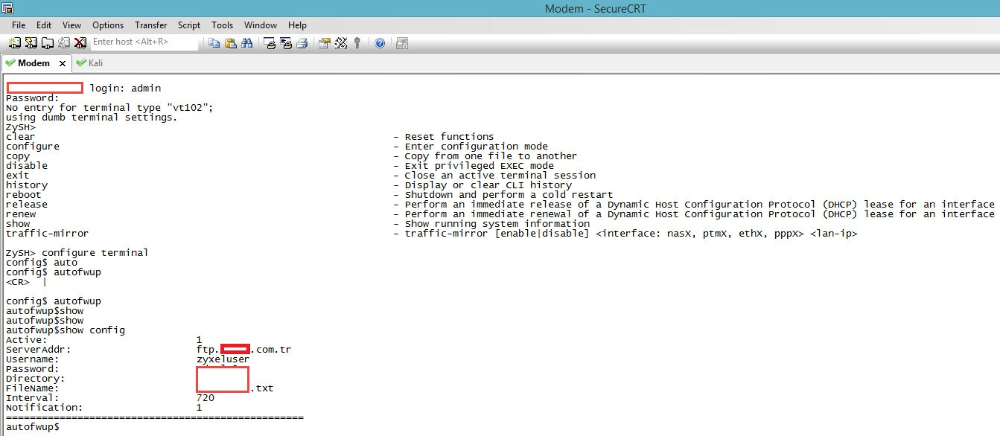 Modem - SecureCRT
File Edit View Options Transfer Script Tools Window Help
Enter host <Alt+R>
Modem x Kali
login: admin
Password:
No entry for terminal type "vt102";
using dumb terminal settings.
ZySH>
clear - Reset functions
configure - Enter configuration mode
copy - Copy from one file to another
disable - Exit privileged EXEC mode
exit - Close an active terminal session
history - Display or clear CLI history
reboot - Shutdown and perform a cold restart
release - Perform an immediate release of a Dynamic Host Configuration Protocol (DHCP) lease for an interface
renew - Perform an immediate renewal of a Dynamic Host Configuration Protocol (DHCP) lease for an interface
show - Show running system information
traffic-mirror - traffic-mirror [enable|disable] <interface: nasX, ptmX, ethX, pppX> <lan-ip>
ZySH> configure terminal
config$ auto
config$ autofwup
<CR> |
config$ autofwup
autofwup$show
autofwup$show
autofwup$show config
Active: 1
ServerAddr: ftp. .com.tr
Username: zyxeluser
Password:
Directory:
FileName: .txt
Interval: 720
Notification: 1
==================================================
autofwup$